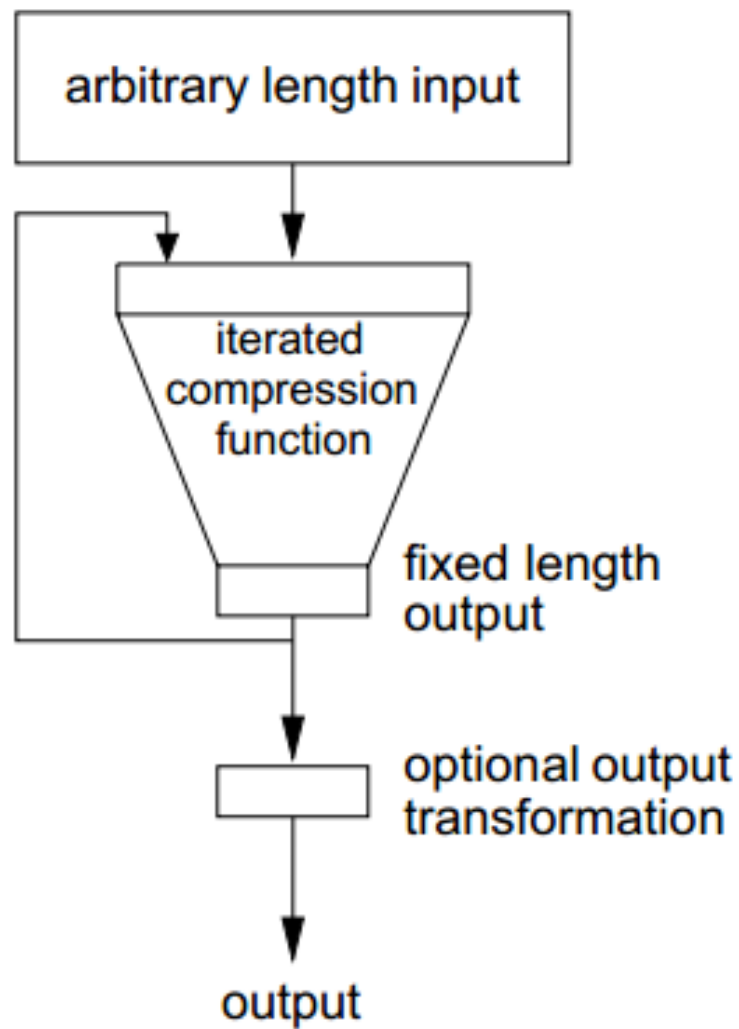 arbitrary length input
iterated
compression
function
fixed length
output
optional output
transformation
output